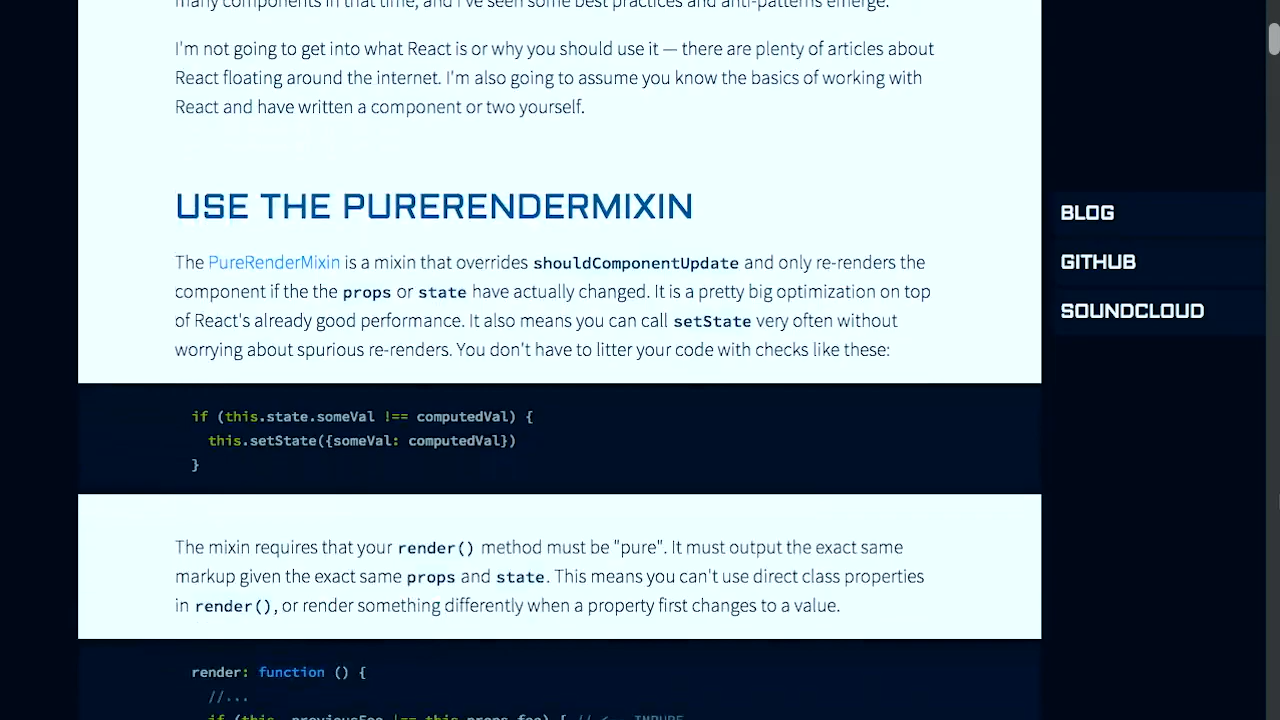 many components in that time, and I've seen some best practices and anti-patterns emerge.
I'm not going to get into what React is or why you should use it — there are plenty of articles about
React floating around the internet. I'm also going to assume you know the basics of working with
React and have written a component or two yourself.
USE THE PURERENDERMIXIN
The PureRenderMixin is a mixin that overrides shouldComponentUpdate and only re-renders the
component if the the props or state have actually changed. It is a pretty big optimization on top
of React's already good performance. It also means you can call setState very often without
worrying about spurious re-renders. You don't have to litter your code with checks like these:
if (this.state.someVal !== computedVal) {
  this.setState({someVal: computedVal})
}
The mixin requires that your render() method must be "pure". It must output the exact same
markup given the exact same props and state. This means you can't use direct class properties
in render(), or render something differently when a property first changes to a value.
render: function () {
  //...
  if (this._previousFoo !== this.props.foo) { // <-- IMPURE
BLOG
GITHUB
SOUNDCLOUD